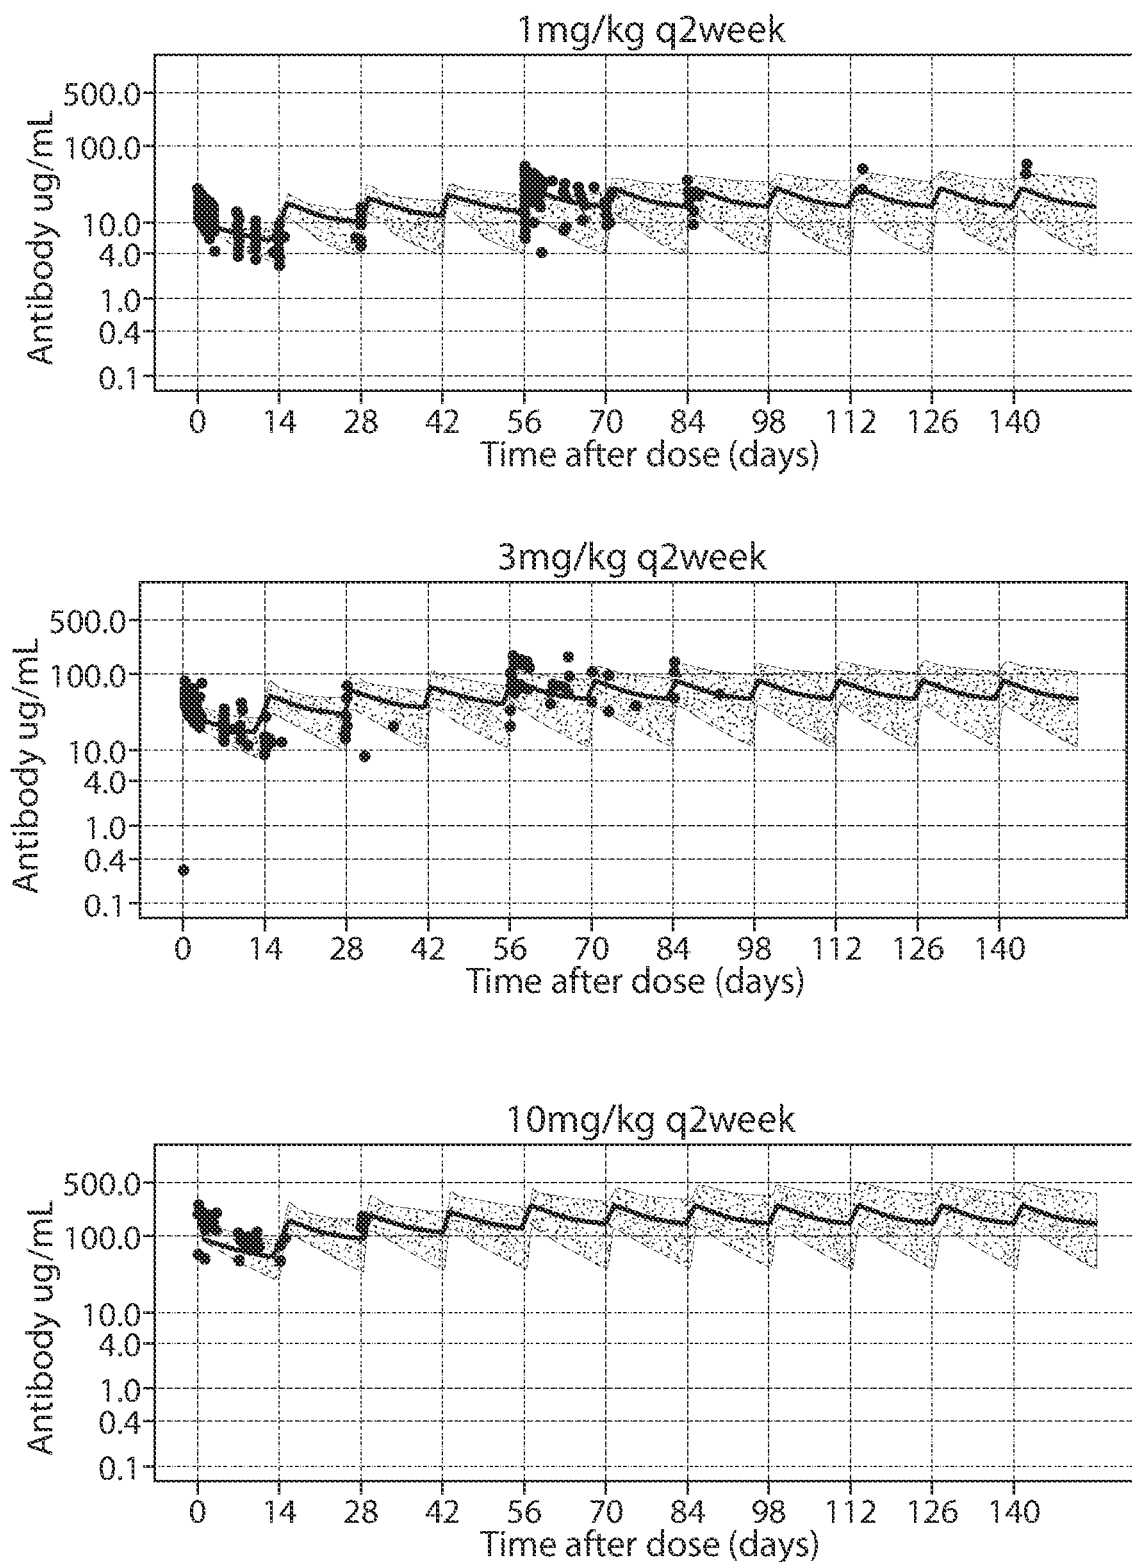 1mg/kg q2week
Antibody ug/mL
500.0
100.0
10.0
4.0
1.0
0.4
0.1
0 14 28 42 56 70 84 98 112 126 140
Time after dose (days)
3mg/kg q2week
Antibody ug/mL
500.0
100.0
10.0
4.0
1.0
0.4
0.1
0 14 28 42 56 70 84 98 112 126 140
Time after dose (days)
10mg/kg q2week
Antibody ug/mL
500.0
100.0
10.0
4.0
1.0
0.4
0.1
0 14 28 42 56 70 84 98 112 126 140
Time after dose (days)